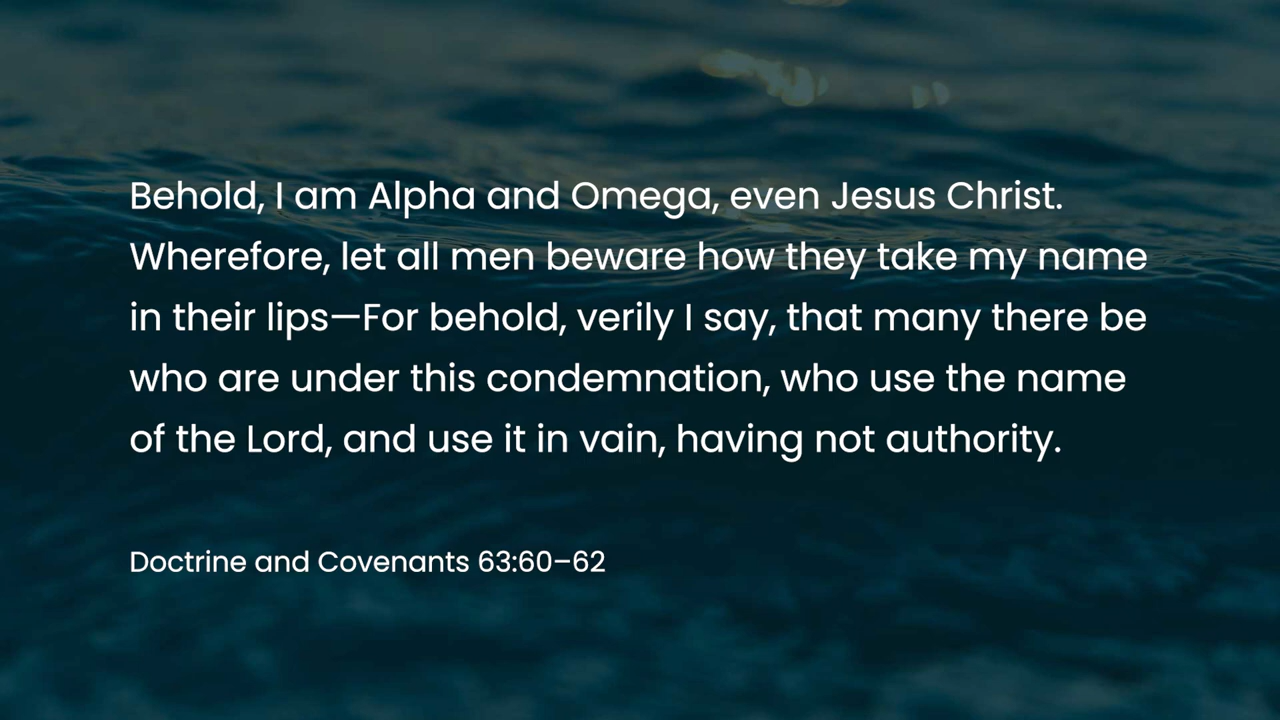 Behold, I am Alpha and Omega, even Jesus Christ.
Wherefore, let all men beware how they take my name
in their lips—For behold, verily I say, that many there be
who are under this condemnation, who use the name
of the Lord, and use it in vain, having not authority.
Doctrine and Covenants 63:60–62